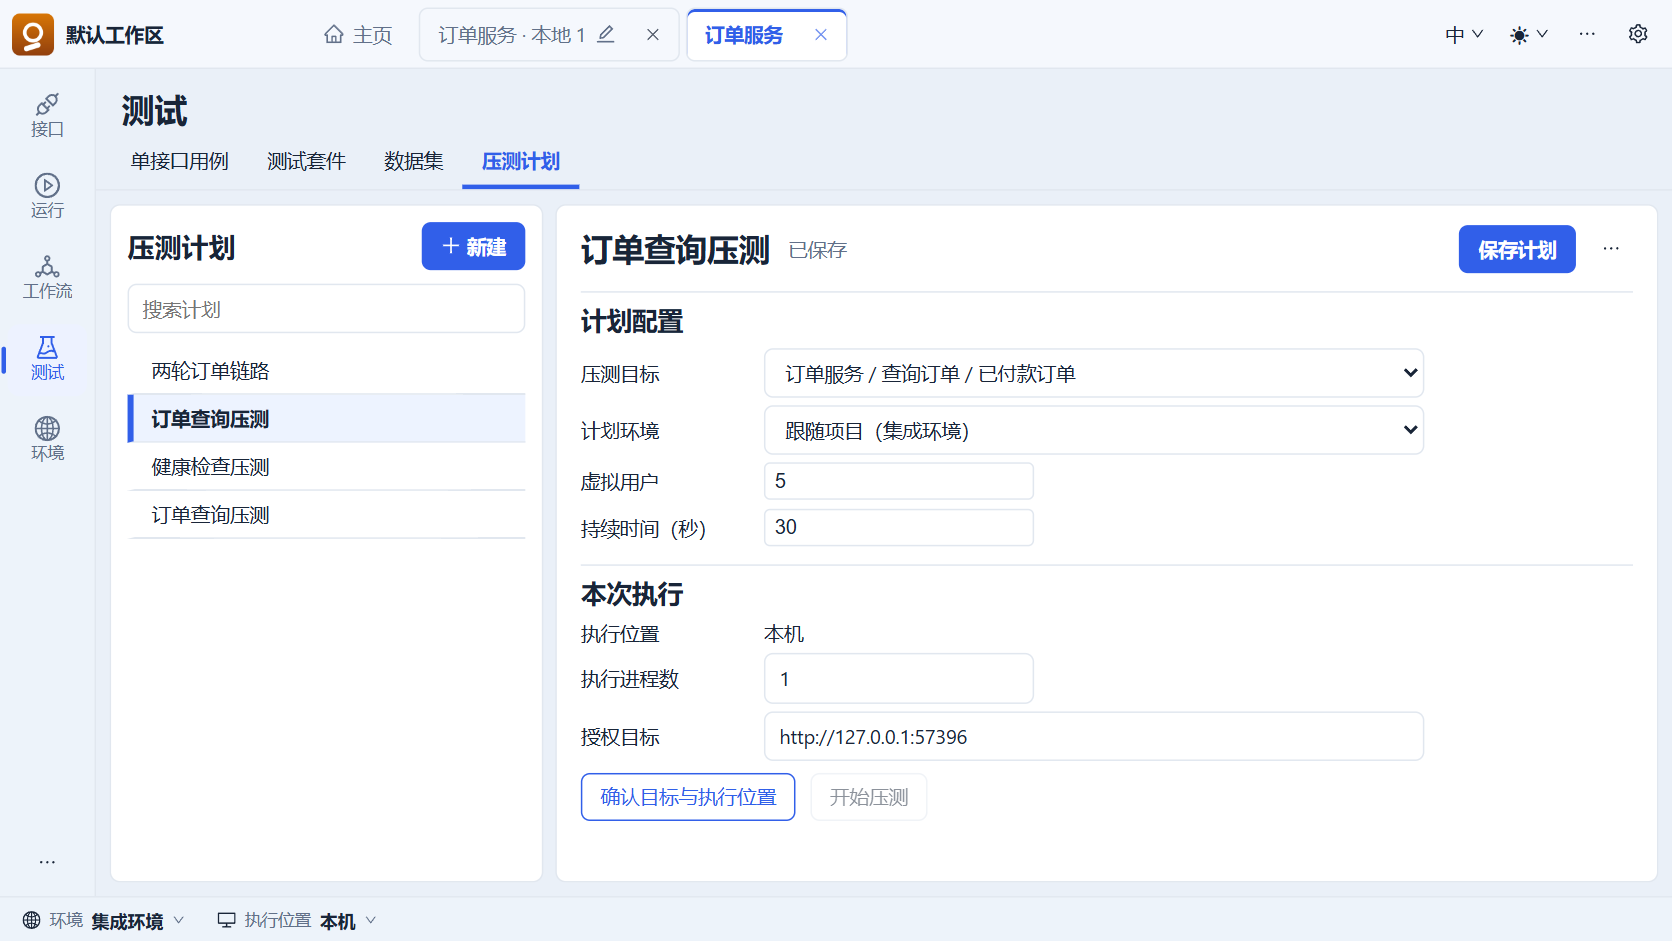 默认工作区
主页
订单服务 · 本地 1
订单服务
中
接口
运行
工作流
测试
环境
测试
单接口用例
测试套件
数据集
压测计划
压测计划
新建
搜索计划
两轮订单链路
订单查询压测
健康检查压测
订单查询压测
订单查询压测 已保存
保存计划
计划配置
压测目标 订单服务 / 查询订单 / 已付款订单
计划环境 跟随项目（集成环境）
虚拟用户 5
持续时间（秒） 30
本次执行
执行位置 本机
执行进程数 1
授权目标 http://127.0.0.1:57396
确认目标与执行位置 开始压测
环境 集成环境 执行位置 本机